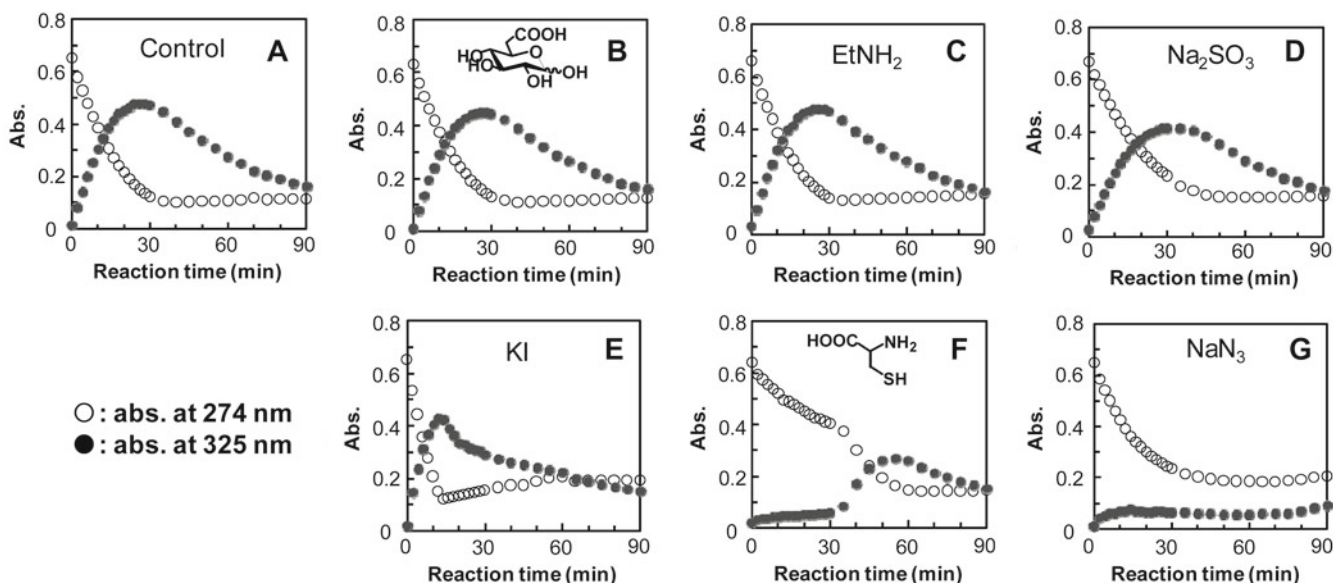 0.8
Control A
0.6
Abs.
0.4
0.2
0
0 30 60 90
Reaction time (min)
0.8
COOH B
HO O
HO OH
OH
0.6
Abs.
0.4
0.2
0
0 30 60 90
Reaction time (min)
0.8
EtNH₂ C
0.6
Abs.
0.4
0.2
0
0 30 60 90
Reaction time (min)
0.8
Na₂SO₃ D
0.6
Abs.
0.4
0.2
0
0 30 60 90
Reaction time (min)
○ : abs. at 274 nm
● : abs. at 325 nm
0.8
KI E
0.6
Abs.
0.4
0.2
0
0 30 60 90
Reaction time (min)
0.8
HOOC NH₂ F
SH
0.6
Abs.
0.4
0.2
0
0 30 60 90
Reaction time (min)
0.8
NaN₃ G
0.6
Abs.
0.4
0.2
0
0 30 60 90
Reaction time (min)